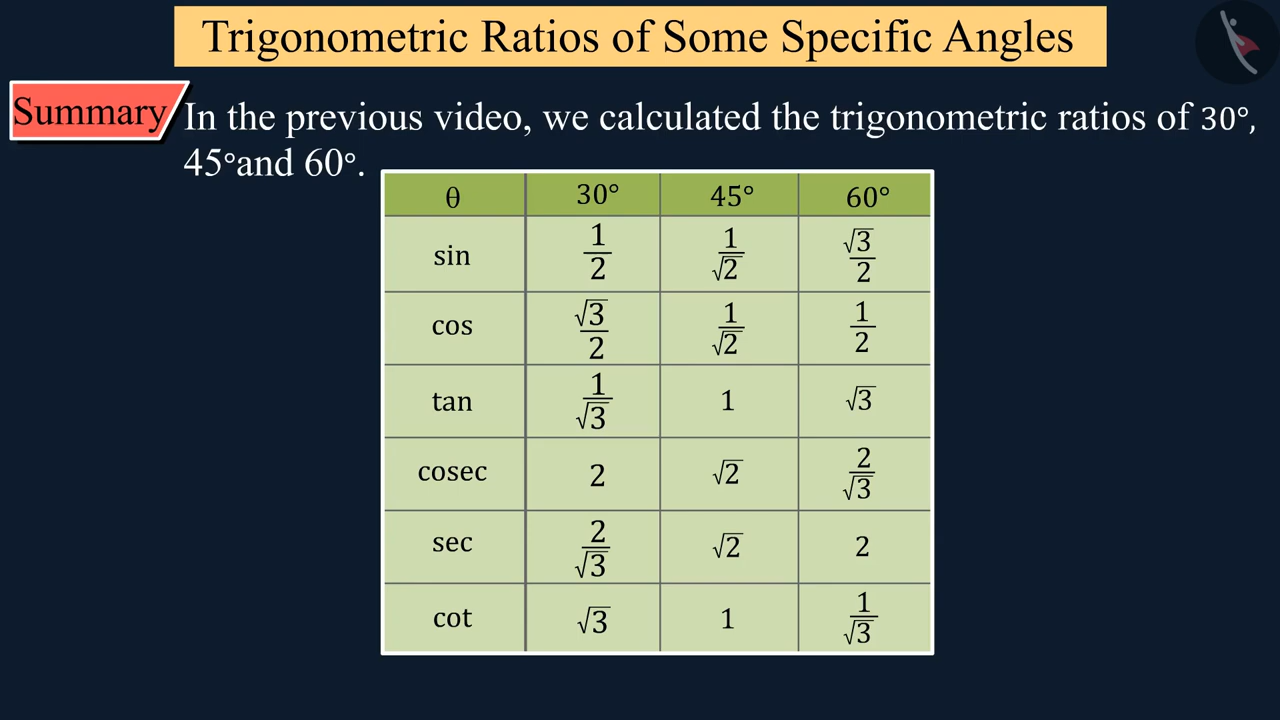 Trigonometric Ratios of Some Specific Angles
Summary
In the previous video, we calculated the trigonometric ratios of 30°,
45°and 60°.
θ 30° 45° 60°
sin 1/2 1/√2 √3/2
cos √3/2 1/√2 1/2
tan 1/√3 1 √3
cosec 2 √2 2/√3
sec 2/√3 √2 2
cot √3 1 1/√3